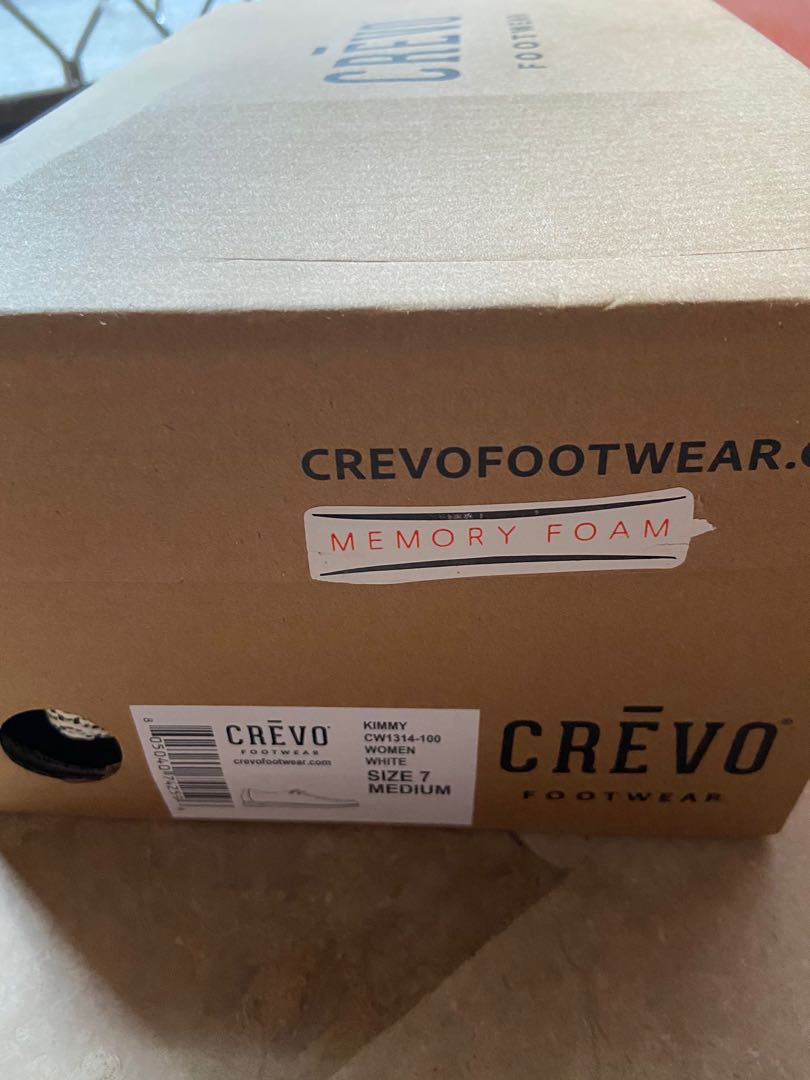 CRĒVO
FOOTWEAR
CREVOFOOTWEAR.
MEMORY FOAM
CRĒVO
FOOTWEAR
crevofootwear.com
KIMMY
CW1314-100
WOMEN
WHITE
SIZE 7
MEDIUM
CRĒVO®
FOOTWEAR